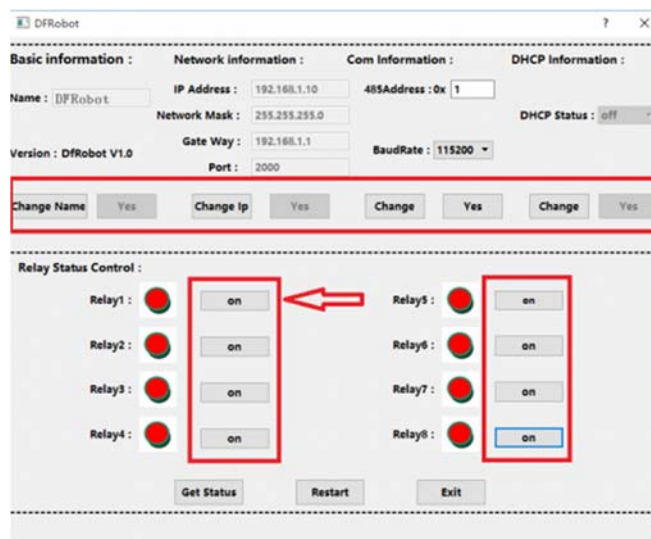 DFRobot ? ×
Basic information : Network information : Com Information : DHCP Information :
IP Address : 192.168.1.10 485Address :0x 1
Name : DFRobot
Network Mask : 255.255.255.0 DHCP Status : off
Gate Way : 192.168.1.1
Version : DfRobot V1.0 BaudRate : 115200
Port : 2000
Change Name Yes Change Ip Yes Change Yes Change Yes
Relay Status Control :
Relay1 : on Relay5 : on
Relay2 : on Relay6 : on
Relay3 : on Relay7 : on
Relay4 : on Relay8 : on
Get Status Restart Exit